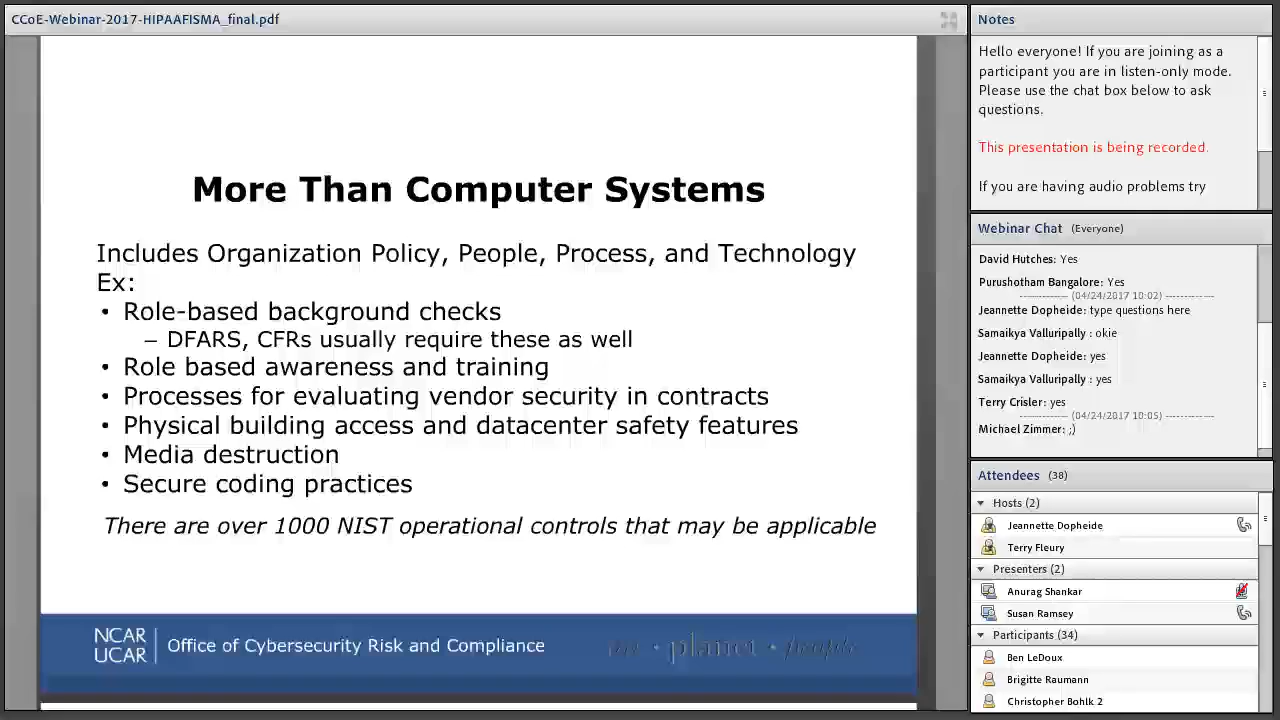 CCoE-Webinar-2017-HIPAAFISMA_final.pdf
More Than Computer Systems
Includes Organization Policy, People, Process, and Technology
Ex:
• Role-based background checks
– DFARS, CFRs usually require these as well
• Role based awareness and training
• Processes for evaluating vendor security in contracts
• Physical building access and datacenter safety features
• Media destruction
• Secure coding practices
There are over 1000 NIST operational controls that may be applicable
NCAR
UCAR
Office of Cybersecurity Risk and Compliance
• planet • people
Notes
Hello everyone! If you are joining as a
participant you are in listen-only mode.
Please use the chat box below to ask
questions.
This presentation is being recorded.
If you are having audio problems try
Webinar Chat (Everyone)
David Hutches: Yes
Purushotham Bangalore: Yes
---------------- (04/24/2017 10:02) ----------------
Jeannette Dopheide: type questions here
Samaikya Valluripally : okie
Jeannette Dopheide: yes
Samaikya Valluripally : yes
Terry Crisler: yes
---------------- (04/24/2017 10:05) ----------------
Michael Zimmer: ;)
Attendees (38)
Hosts (2)
Jeannette Dopheide
Terry Fleury
Presenters (2)
Anurag Shankar
Susan Ramsey
Participants (34)
Ben LeDoux
Brigitte Raumann
Christopher Bohlk 2